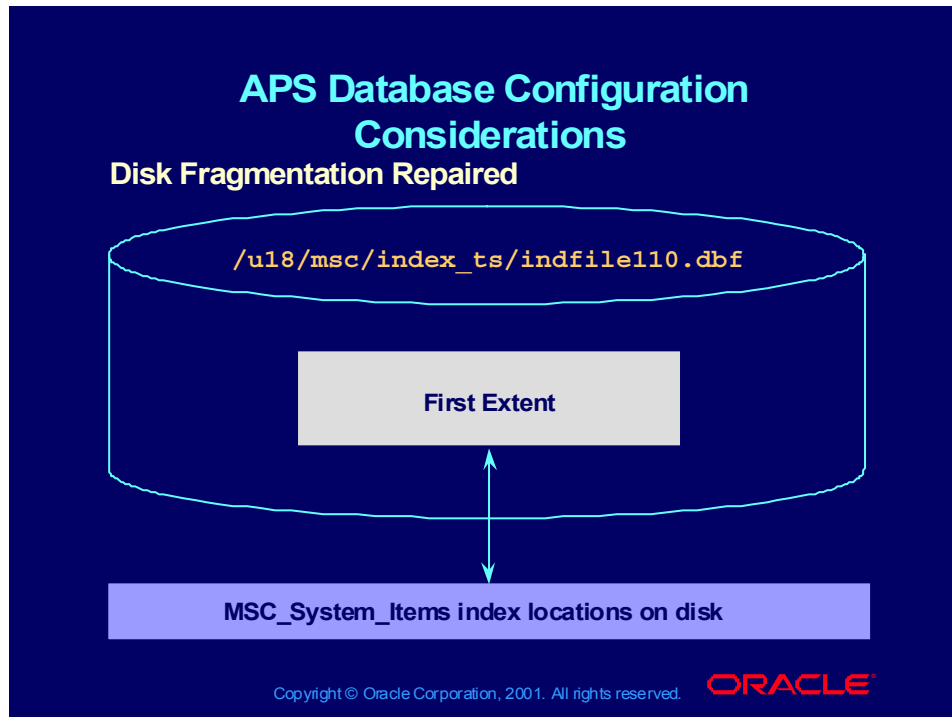 APS Database Configuration
Considerations
Disk Fragmentation Repaired
/u18/msc/index_ts/indfile110.dbf
First Extent
MSC_System_Items index locations on disk
Copyright © Oracle Corporation, 2001. All rights reserved.
ORACLE®